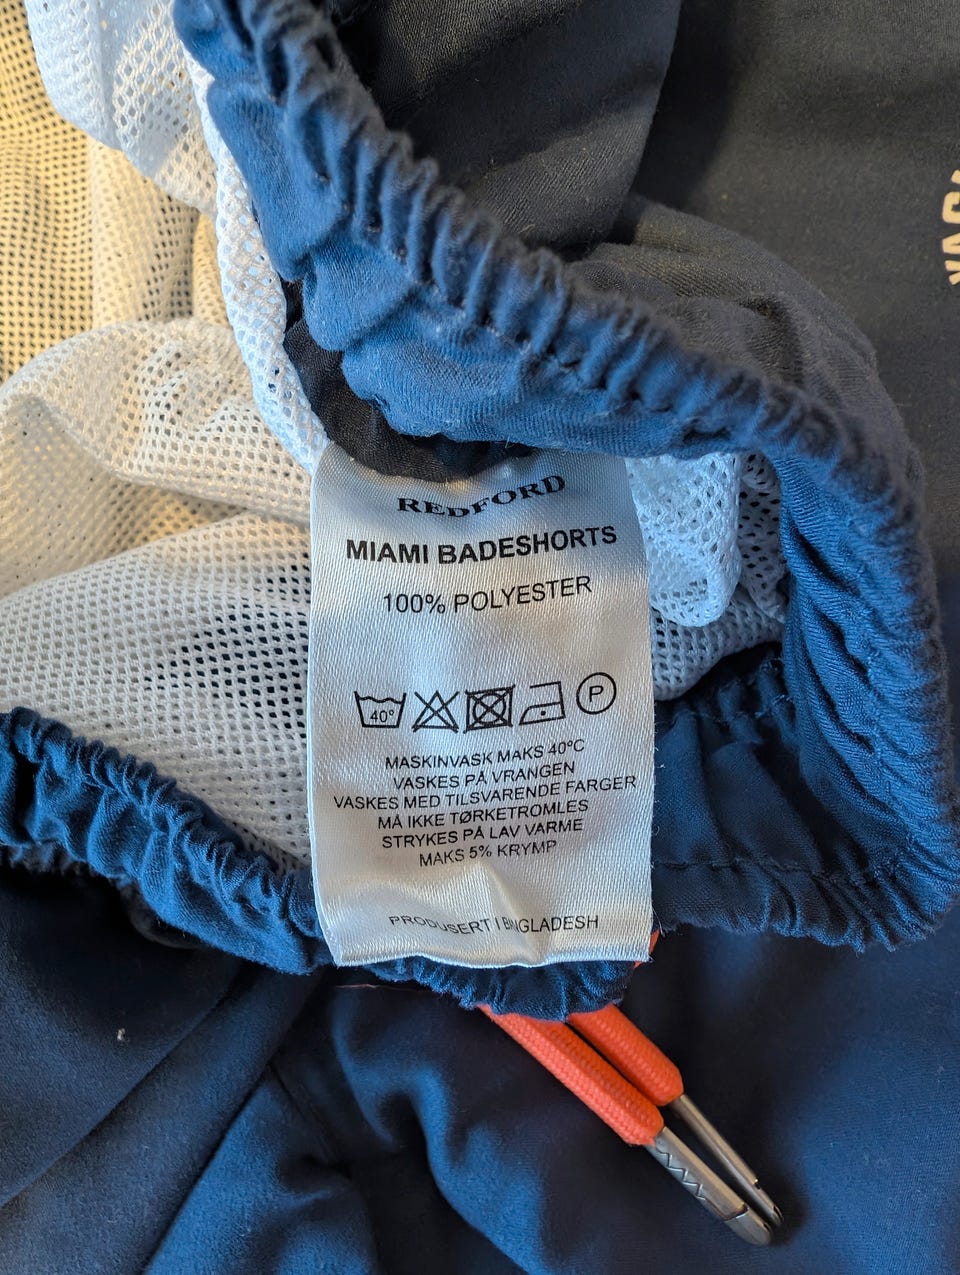 REDFORD
MIAMI BADESHORTS
100% POLYESTER
40°
P
MASKINVASK MAKS 40ºC
VASKES PÅ VRANGEN
VASKES MED TILSVARENDE FARGER
MÅ IKKE TØRKETROMLES
STRYKES PÅ LAV VARME
MAKS 5% KRYMP
PRODUSERT I BANGLADESH